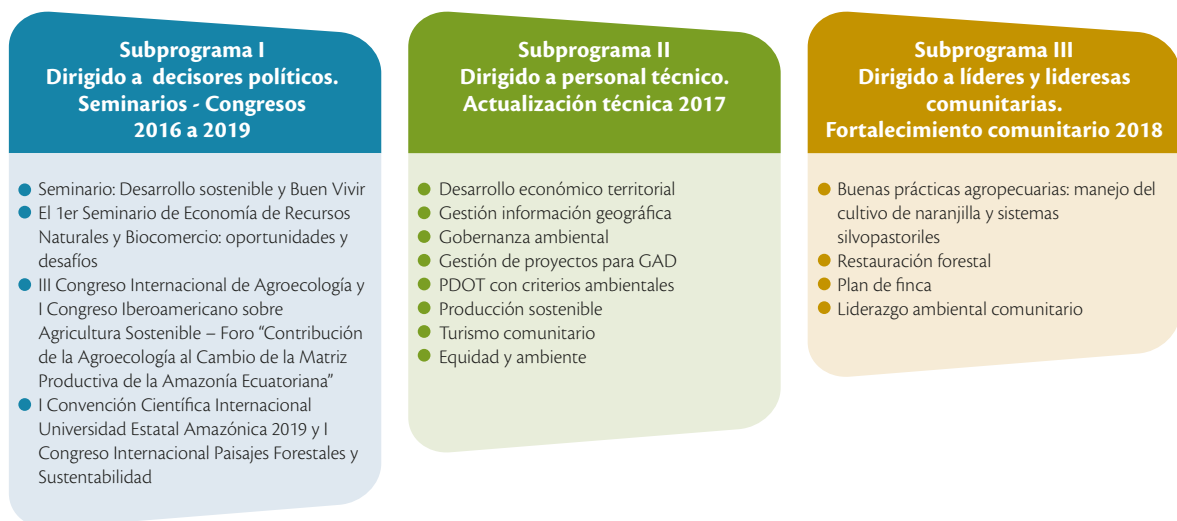 Subprograma I
Dirigido a decisores políticos.
Seminarios - Congresos
2016 a 2019
Seminario: Desarrollo sostenible y Buen Vivir
El 1er Seminario de Economía de Recursos
Naturales y Biocomercio: oportunidades y
desafíos
III Congreso Internacional de Agroecología y
I Congreso Iberoamericano sobre
Agricultura Sostenible – Foro “Contribución
de la Agroecología al Cambio de la Matriz
Productiva de la Amazonía Ecuatoriana”
I Convención Científica Internacional
Universidad Estatal Amazónica 2019 y I
Congreso Internacional Paisajes Forestales y
Sustentabilidad
Subprograma II
Dirigido a personal técnico.
Actualización técnica 2017
Desarrollo económico territorial
Gestión información geográfica
Gobernanza ambiental
Gestión de proyectos para GAD
PDOT con criterios ambientales
Producción sostenible
Turismo comunitario
Equidad y ambiente
Subprograma III
Dirigido a líderes y lideresas
comunitarias.
Fortalecimiento comunitario 2018
Buenas prácticas agropecuarias: manejo del
cultivo de naranjilla y sistemas
silvopastoriles
Restauración forestal
Plan de finca
Liderazgo ambiental comunitario